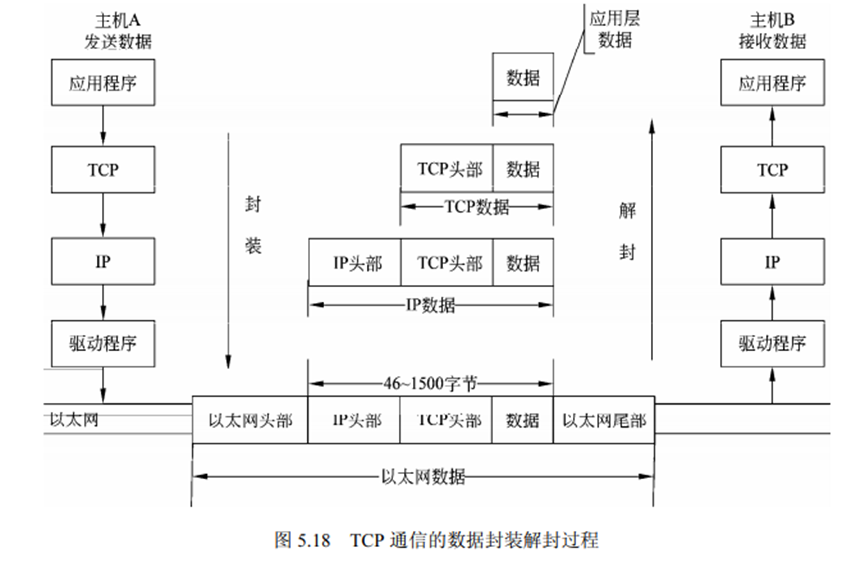 主机A
发送数据
应用程序
TCP
IP
驱动程序
以太网
封
装
数据
应用层
数据
TCP头部 数据
TCP数据
IP头部 TCP头部 数据
IP数据
46~1500字节
以太网头部 IP头部 TCP头部 数据 以太网尾部
以太网数据
解
封
主机B
接收数据
应用程序
TCP
IP
驱动程序
图 5.18 TCP 通信的数据封装解封过程